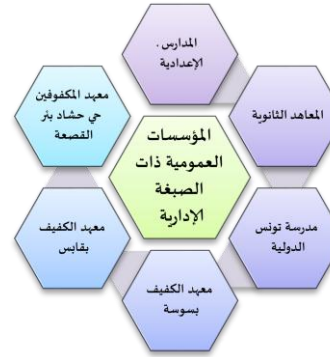 المدارس .
الإعدادية
المعاهد الثانوية
مدرسة تونس
الدولية
معهد الكفيف
بسوسة
معهد الكفيف
بقابس
معهد المكفوفين
حي حشاد بئر
القصعة
المؤسسات
العمومية ذات
الصبغة
الإدارية